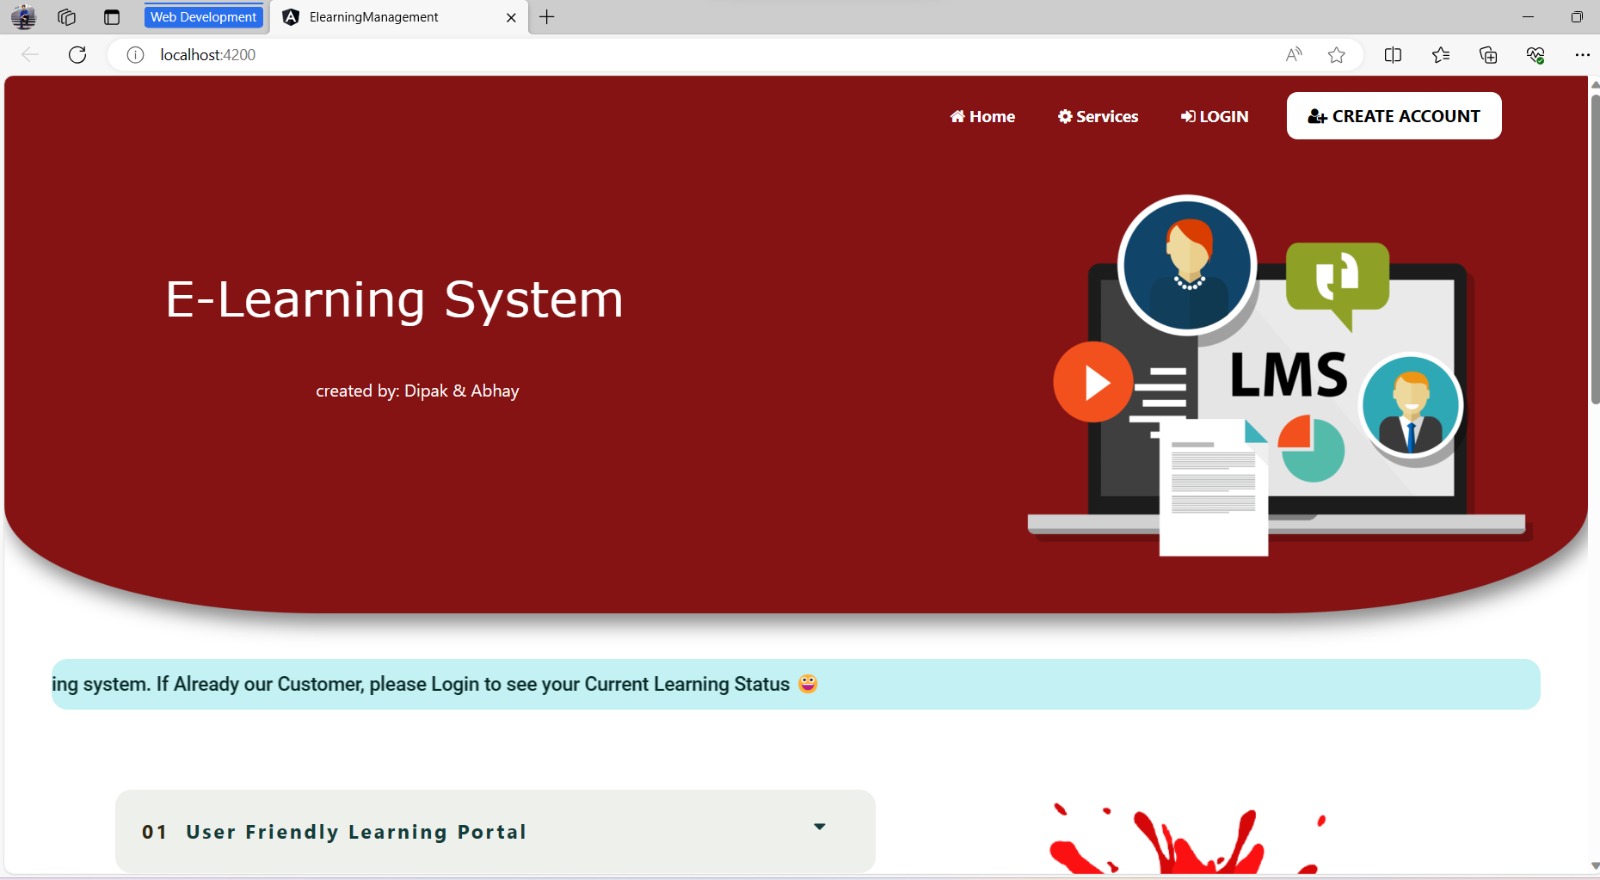 Web Development
ElearningManagement
localhost:4200
Home
Services
LOGIN
CREATE ACCOUNT
E-Learning System
created by: Dipak & Abhay
LMS
ing system. If Already our Customer, please Login to see your Current Learning Status 😀
01 User Friendly Learning Portal